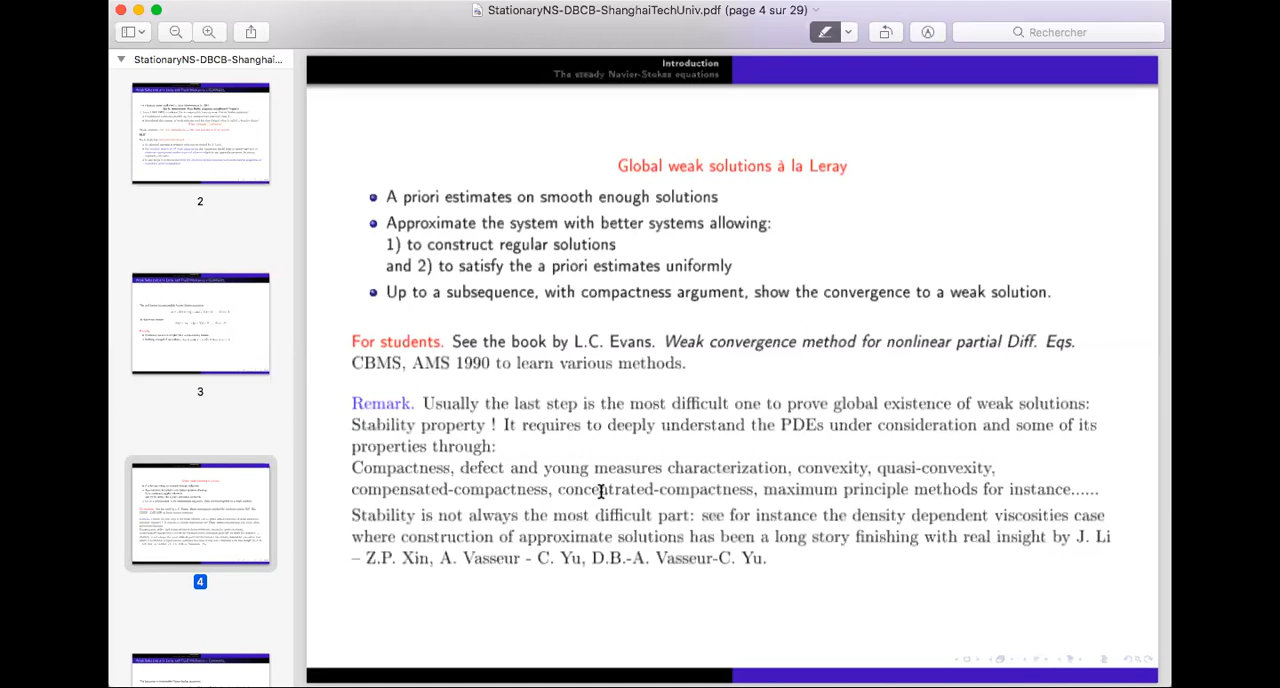 StationaryNS-DBCB-ShanghaiTechUniv.pdf (page 4 sur 29)
Rechercher
StationaryNS-DBCB-Shanghai...
2
3
4
Introduction
The steady Navier-Stokes equations
Global weak solutions à la Leray
A priori estimates on smooth enough solutions
Approximate the system with better systems allowing:
1) to construct regular solutions
and 2) to satisfy the a priori estimates uniformly
Up to a subsequence, with compactness argument, show the convergence to a weak solution.
For students. See the book by L.C. Evans. Weak convergence method for nonlinear partial Diff. Eqs.
CBMS, AMS 1990 to learn various methods.
Remark. Usually the last step is the most difficult one to prove global existence of weak solutions:
Stability property ! It requires to deeply understand the PDEs under consideration and some of its
properties through:
Compactness, defect and young measures characterization, convexity, quasi-convexity,
compensated compactness, concentration compactness, maximum principle methods for instance......
Stability not always the most difficult part: see for instance the density dependent viscosities case
where construction of approximate solutions has been a long story finishing with real insight by J. Li
– Z.P. Xin, A. Vasseur - C. Yu, D.B.-A. Vasseur-C. Yu.